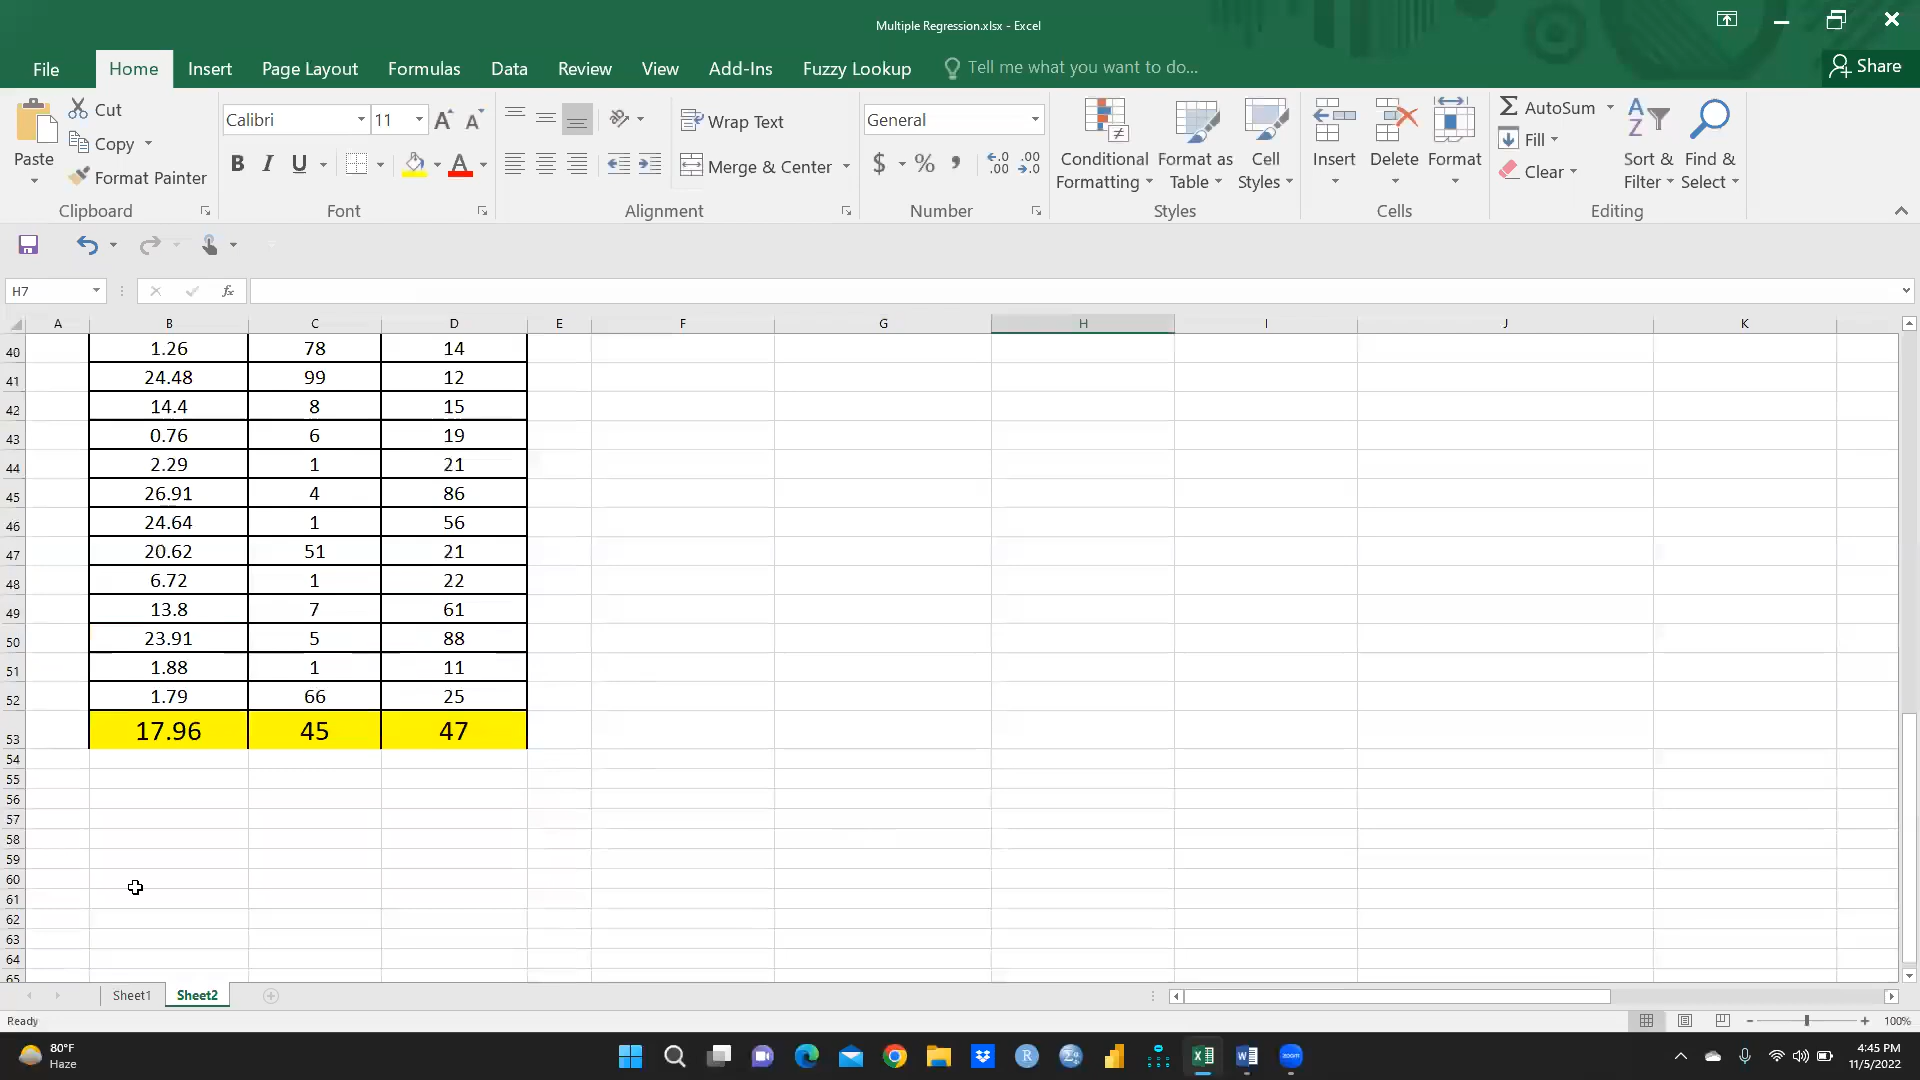 Multiple Regression.xlsx - Excel
File Home Insert Page Layout Formulas Data Review View Add-Ins Fuzzy Lookup Tell me what you want to do... Share
Cut Calibri 11 Wrap Text General AutoSum
Copy Fill
Paste Format Painter Merge & Center $ % Conditional Formatting Format as Table Cell Styles Insert Delete Format Clear Sort & Filter Find & Select
Clipboard Font Alignment Number Styles Cells Editing
H7 fx
A B C D E F G H I J K
40 1.26 78 14
41 24.48 99 12
42 14.4 8 15
43 0.76 6 19
44 2.29 1 21
45 26.91 4 86
46 24.64 1 56
47 20.62 51 21
48 6.72 1 22
49 13.8 7 61
50 23.91 5 88
51 1.88 1 11
52 1.79 66 25
53 17.96 45 47
54
55
56
57
58
59
60
61
62
63
64
65
Sheet1 Sheet2
Ready 100%
80°F 4:45 PM
Haze 11/5/2022